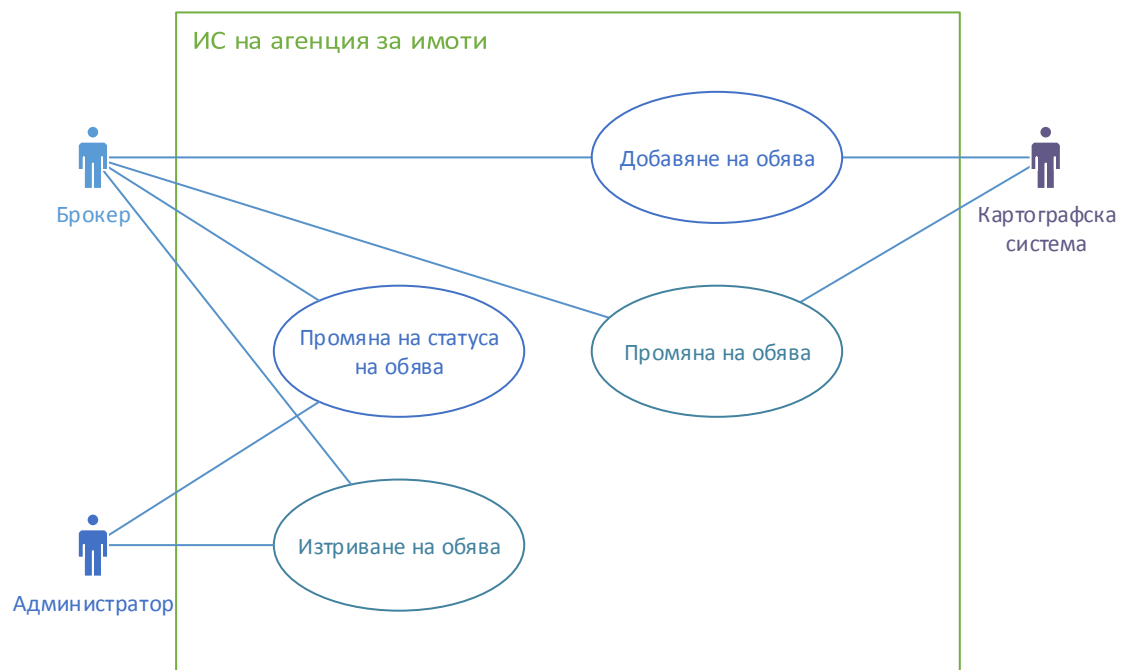 ИС на агенция за имоти
Добавяне на обява
Брокер
Картографска
система
Промяна на статуса
на обява
Промяна на обява
Изтриване на обява
Администратор